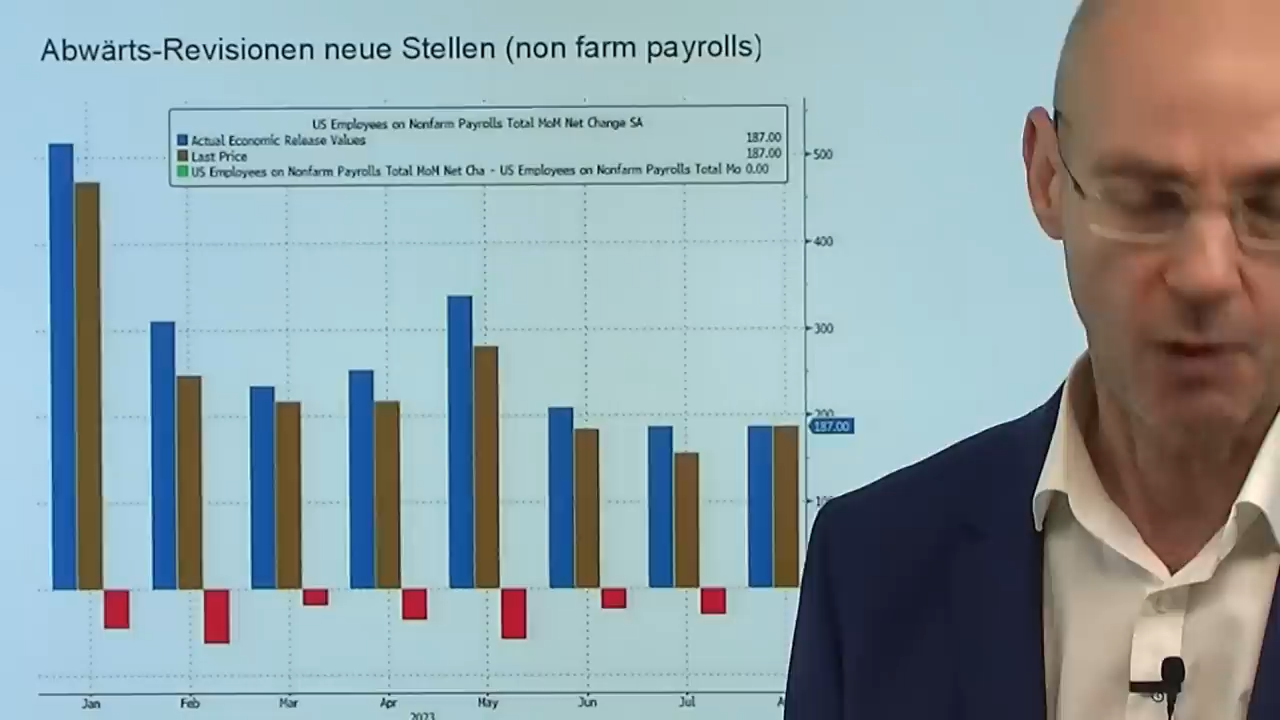 Abwärts-Revisionen neue Stellen (non farm payrolls)
US Employees on Nonfarm Payrolls Total MoM Net Change SA
Actual Economic Release Values 187.00
Last Price 187.00
US Employees on Nonfarm Payrolls Total MoM Net Cha - US Employees on Nonfarm Payrolls Total Mo 0.00
500
400
300
200
187.00
Jan Feb Mar Apr May Jun Jul
2023